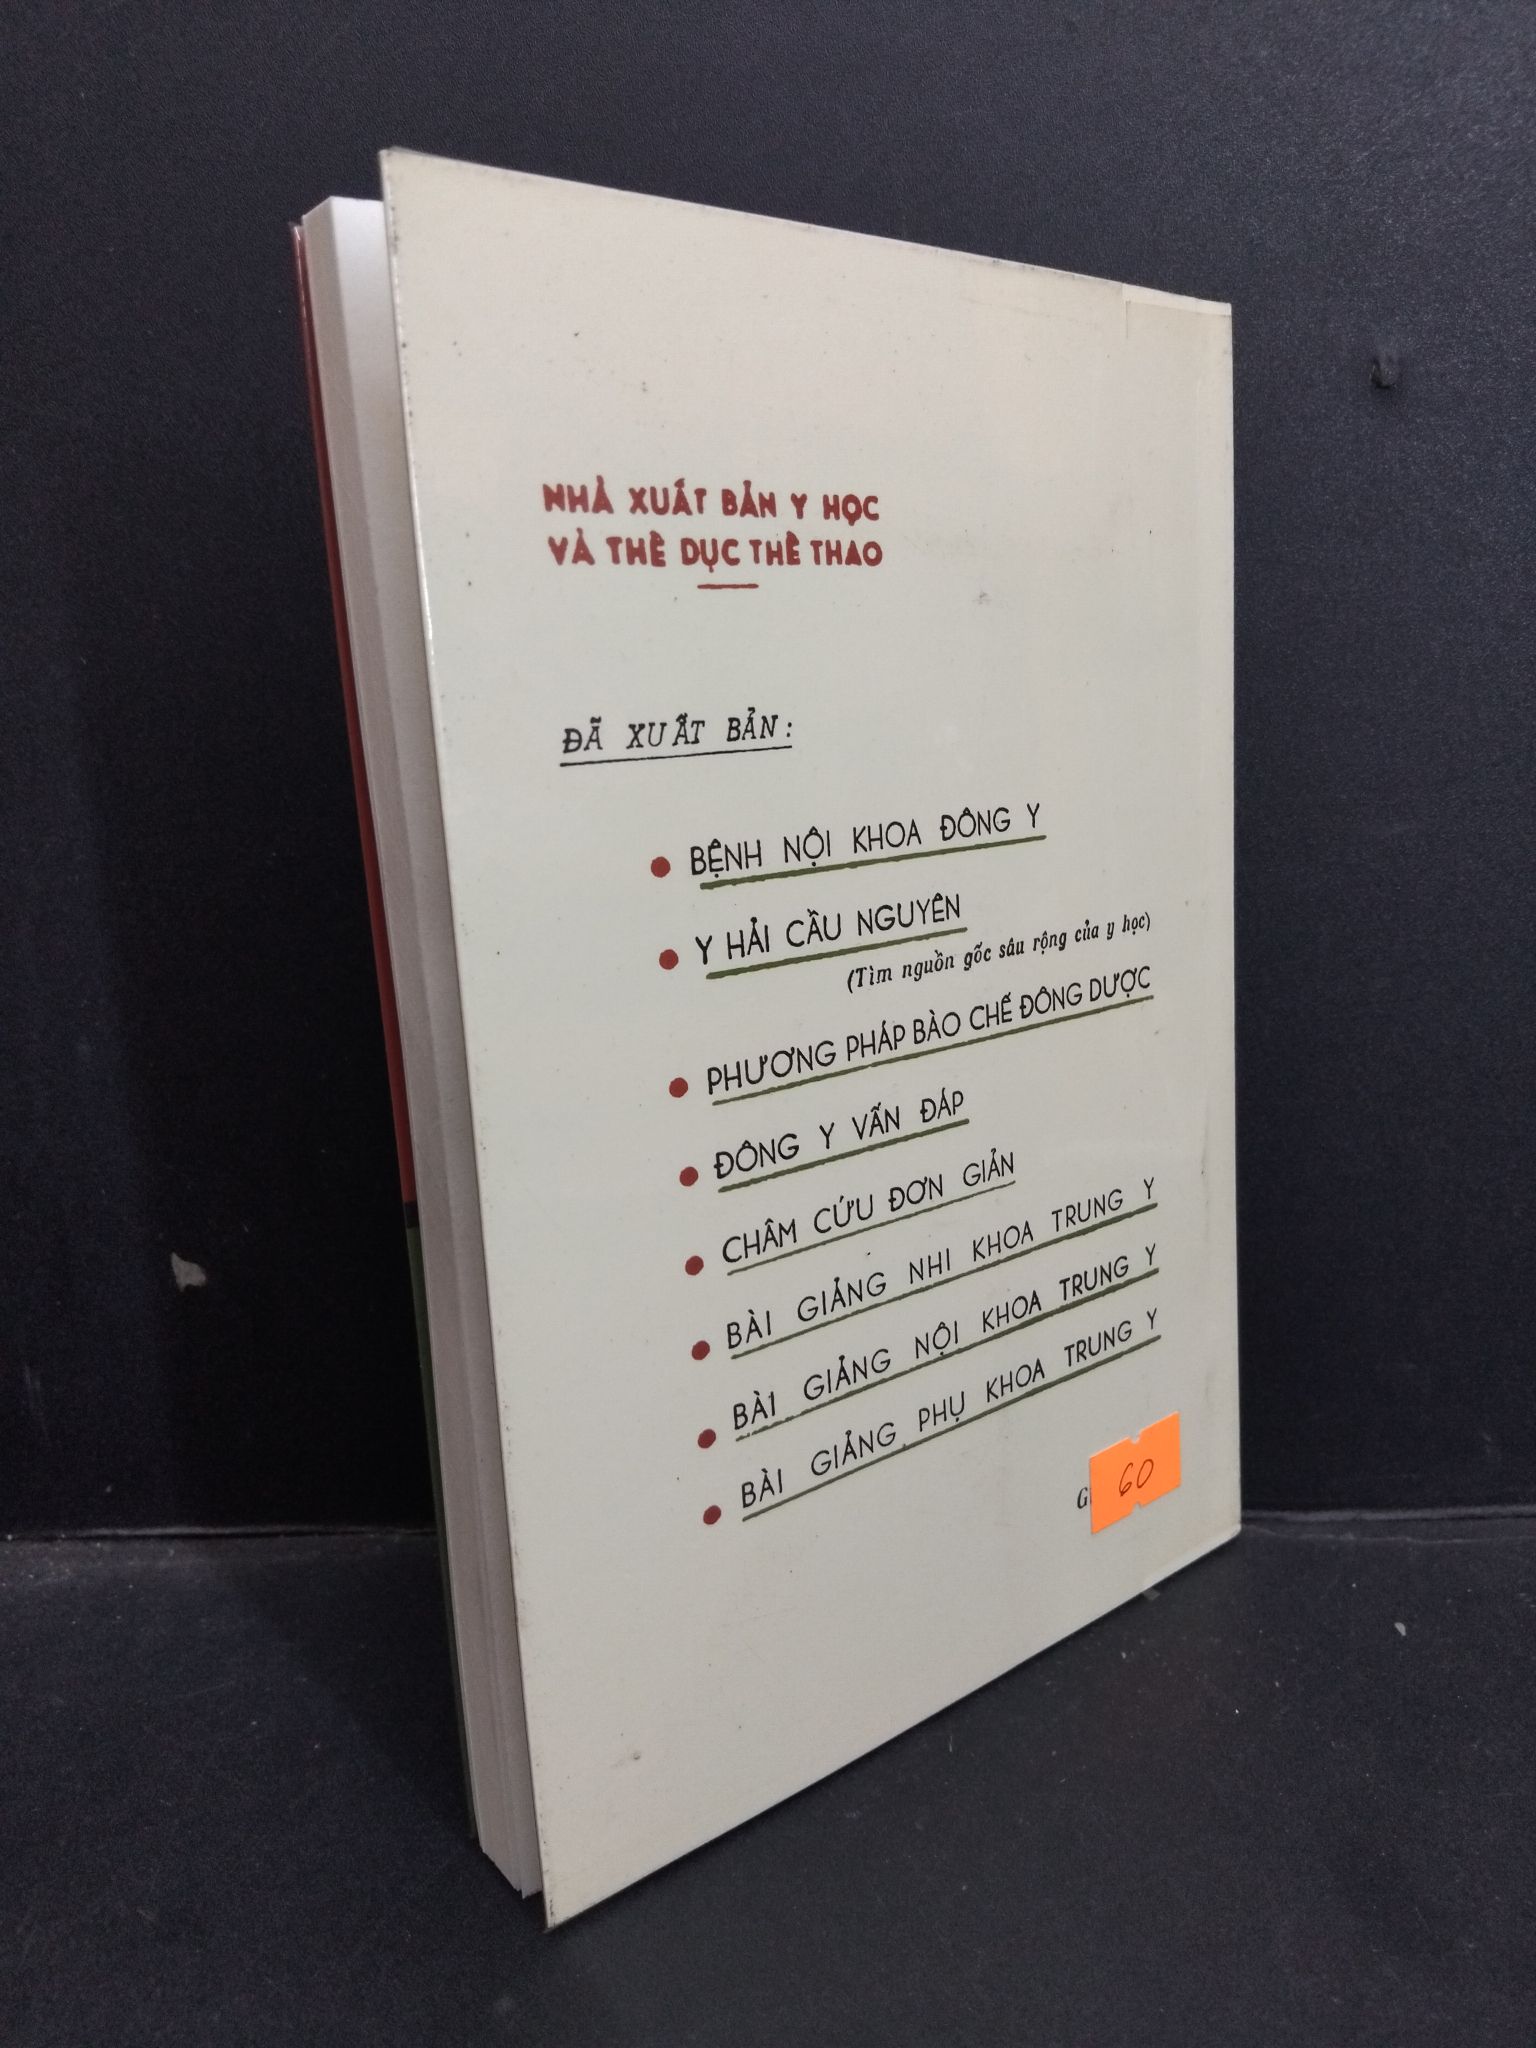 NHÀ XUẤT BẢN Y HỌC
VÀ THÊ DỤC THÊ THAO
ĐÃ XUẤT BẢN:
• BỆNH NỘI KHOA ĐÔNG Y
• Y HẢI CẦU NGUYÊN
(Tìm nguồn gốc sâu rộng của y học)
• PHƯƠNG PHÁP BÀO CHẾ ĐÔNG DƯỢC
• ĐÔNG Y VẤN ĐÁP
• CHÂM CỨU ĐƠN GIẢN
• BÀI GIẢNG NHI KHOA TRUNG Y
• BÀI GIẢNG NỘI KHOA TRUNG Y
• BÀI GIẢNG PHỤ KHOA TRUNG Y
60